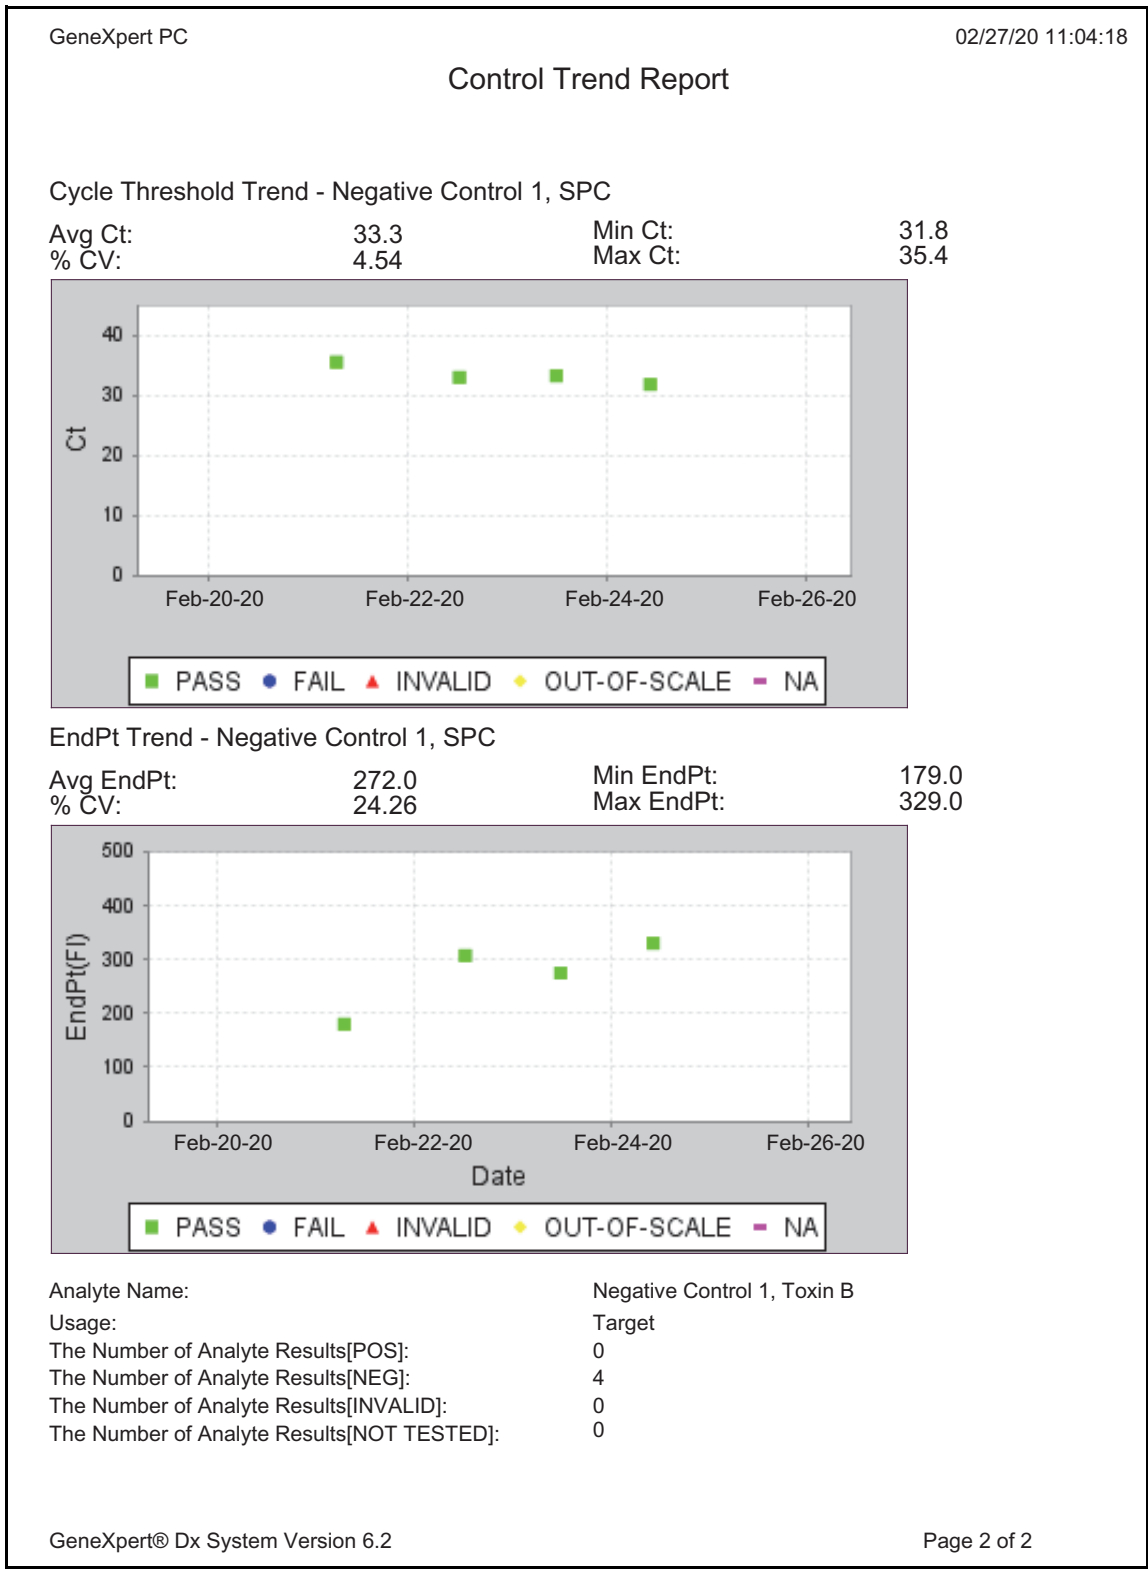 GeneXpert PC 02/27/20 11:04:18
Control Trend Report
Cycle Threshold Trend - Negative Control 1, SPC
Avg Ct: 33.3 Min Ct: 31.8
% CV: 4.54 Max Ct: 35.4
40
30
20
10
0
Ct
Feb-20-20 Feb-22-20 Feb-24-20 Feb-26-20
PASS FAIL INVALID OUT-OF-SCALE NA
EndPt Trend - Negative Control 1, SPC
Avg EndPt: 272.0 Min EndPt: 179.0
% CV: 24.26 Max EndPt: 329.0
500
400
300
200
100
0
EndPt(Fl)
Feb-20-20 Feb-22-20 Feb-24-20 Feb-26-20
Date
PASS FAIL INVALID OUT-OF-SCALE NA
Analyte Name: Negative Control 1, Toxin B
Usage: Target
The Number of Analyte Results[POS]: 0
The Number of Analyte Results[NEG]: 4
The Number of Analyte Results[INVALID]: 0
The Number of Analyte Results[NOT TESTED]: 0
GeneXpert® Dx System Version 6.2 Page 2 of 2